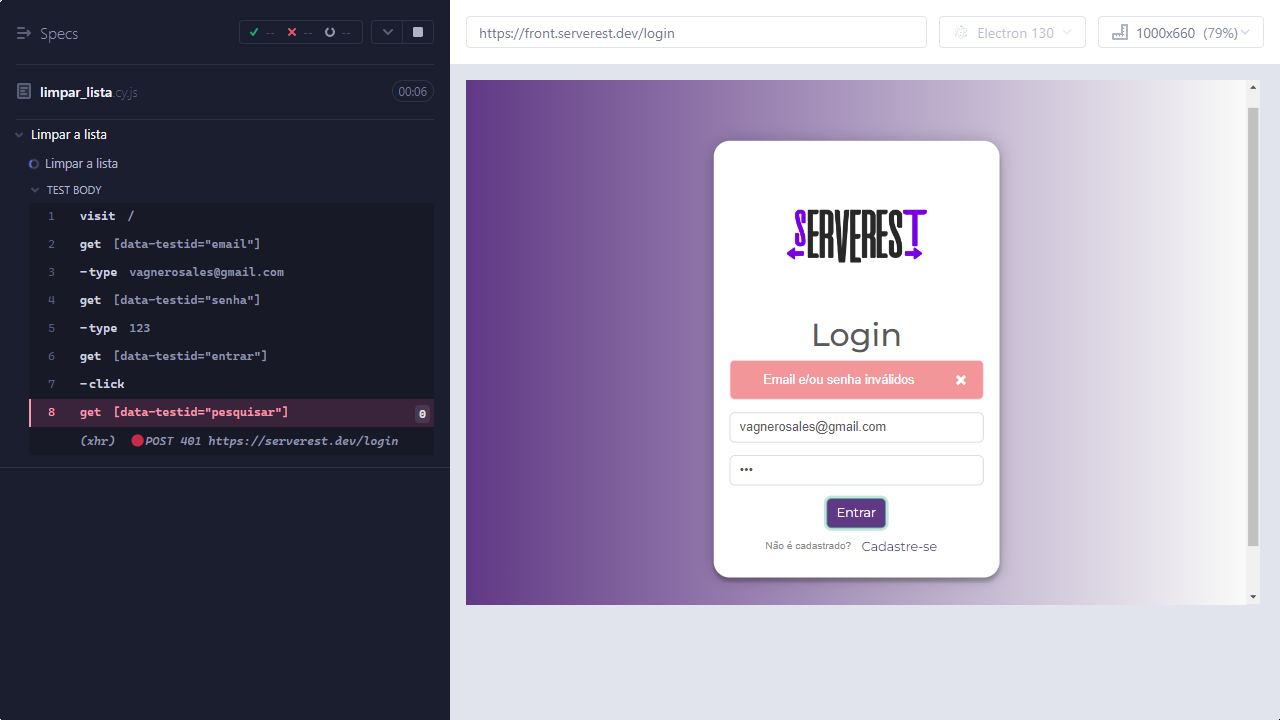 Specs
-- -- --
limpar_lista.cy.js
00:06
Limpar a lista
Limpar a lista
TEST BODY
1 visit /
2 get [data-testid="email"]
3 -type vagnerosales@gmail.com
4 get [data-testid="senha"]
5 -type 123
6 get [data-testid="entrar"]
7 -click
8 get [data-testid="pesquisar"] 0
(xhr) POST 401 https://serverest.dev/login
https://front.serverest.dev/login
Electron 130
1000x660 (79%)
SERVEREST
Login
Email e/ou senha inválidos
vagnerosales@gmail.com
•••
Entrar
Não é cadastrado? Cadastre-se